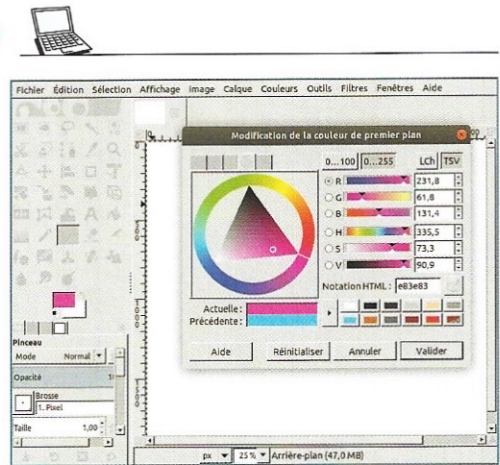 Fichier Édition Sélection Affichage Image Calque Couleurs Outils Filtres Fenêtres Aide
Modification de la couleur de premier plan
0...100 0...255 LCh TSV
R 231,8
G 61,8
B 131,4
H 335,5
S 73,3
V 90,9
Notation HTML : e83e83
Actuelle :
Précédente :
Aide Réinitialiser Annuler Valider
Pinceau
Mode Normal
Opacité
Brosse
1. Pixel
Taille 1,00
px 25 % Arrière-plan (47,0 MB)